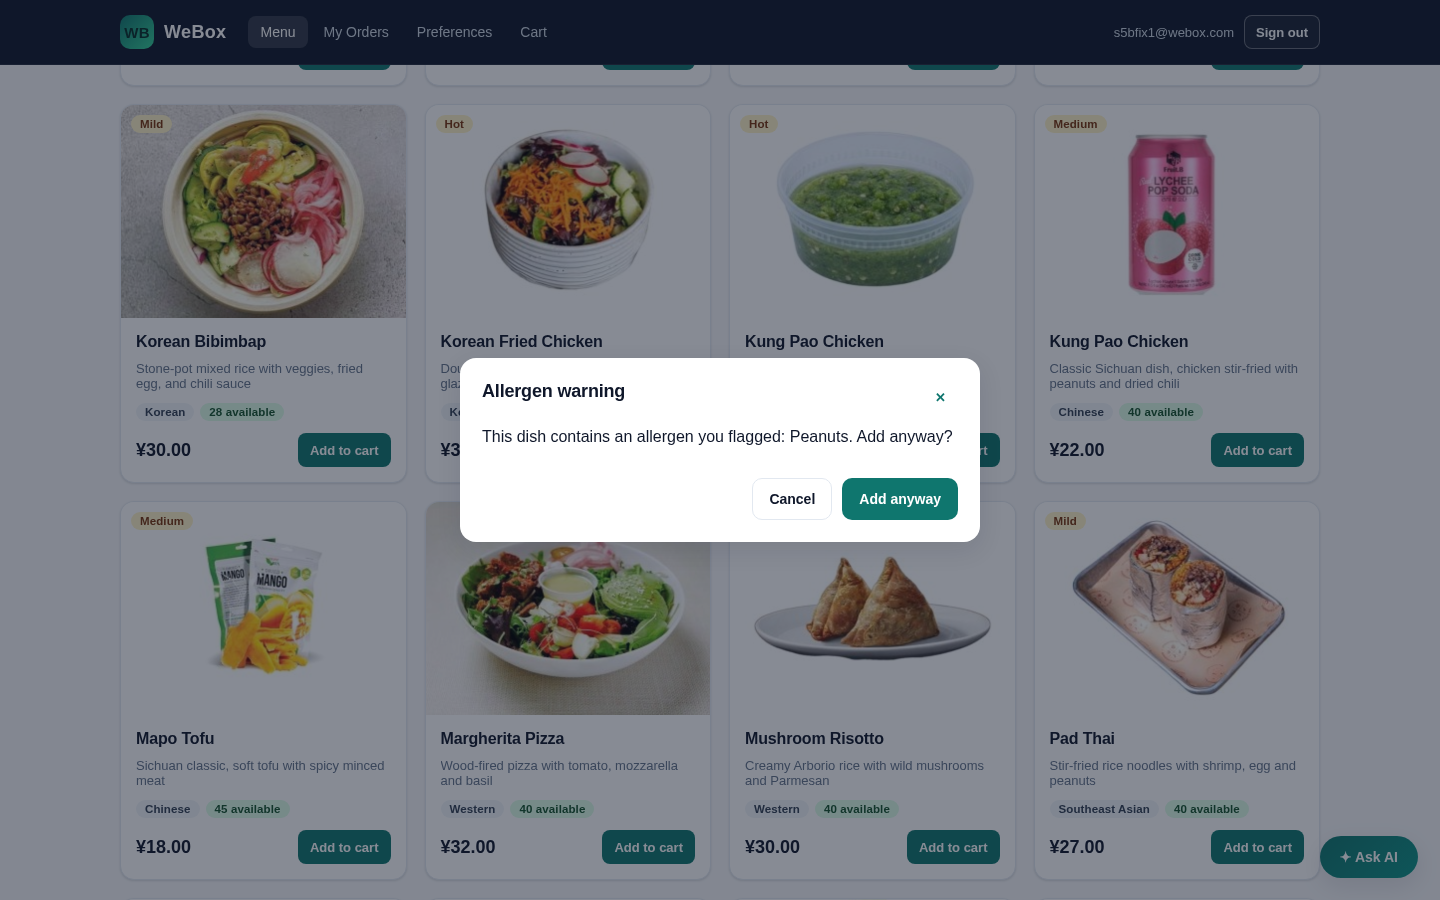 WB WeBox
Menu
My Orders
Preferences
Cart
s5bfix1@webox.com
Sign out
Mild
Hot
Hot
Medium
LYCHEE
POP SODA
Korean Bibimbap
Korean Fried Chicken
Kung Pao Chicken
Kung Pao Chicken
Stone-pot mixed rice with veggies, fried
egg, and chili sauce
Classic Sichuan dish, chicken stir-fried with
peanuts and dried chili
Korean
28 available
Chinese
40 available
¥30.00
Add to cart
¥22.00
Add to cart
Allergen warning
×
This dish contains an allergen you flagged: Peanuts. Add anyway?
Cancel
Add anyway
Medium
Mild
MANGO
MANGO
Mapo Tofu
Margherita Pizza
Mushroom Risotto
Pad Thai
Sichuan classic, soft tofu with spicy minced
meat
Wood-fired pizza with tomato, mozzarella
and basil
Creamy Arborio rice with wild mushrooms
and Parmesan
Stir-fried rice noodles with shrimp, egg and
peanuts
Chinese
45 available
Western
40 available
Western
40 available
Southeast Asian
40 available
¥18.00
Add to cart
¥32.00
Add to cart
¥30.00
Add to cart
¥27.00
Add to cart
✦ Ask AI